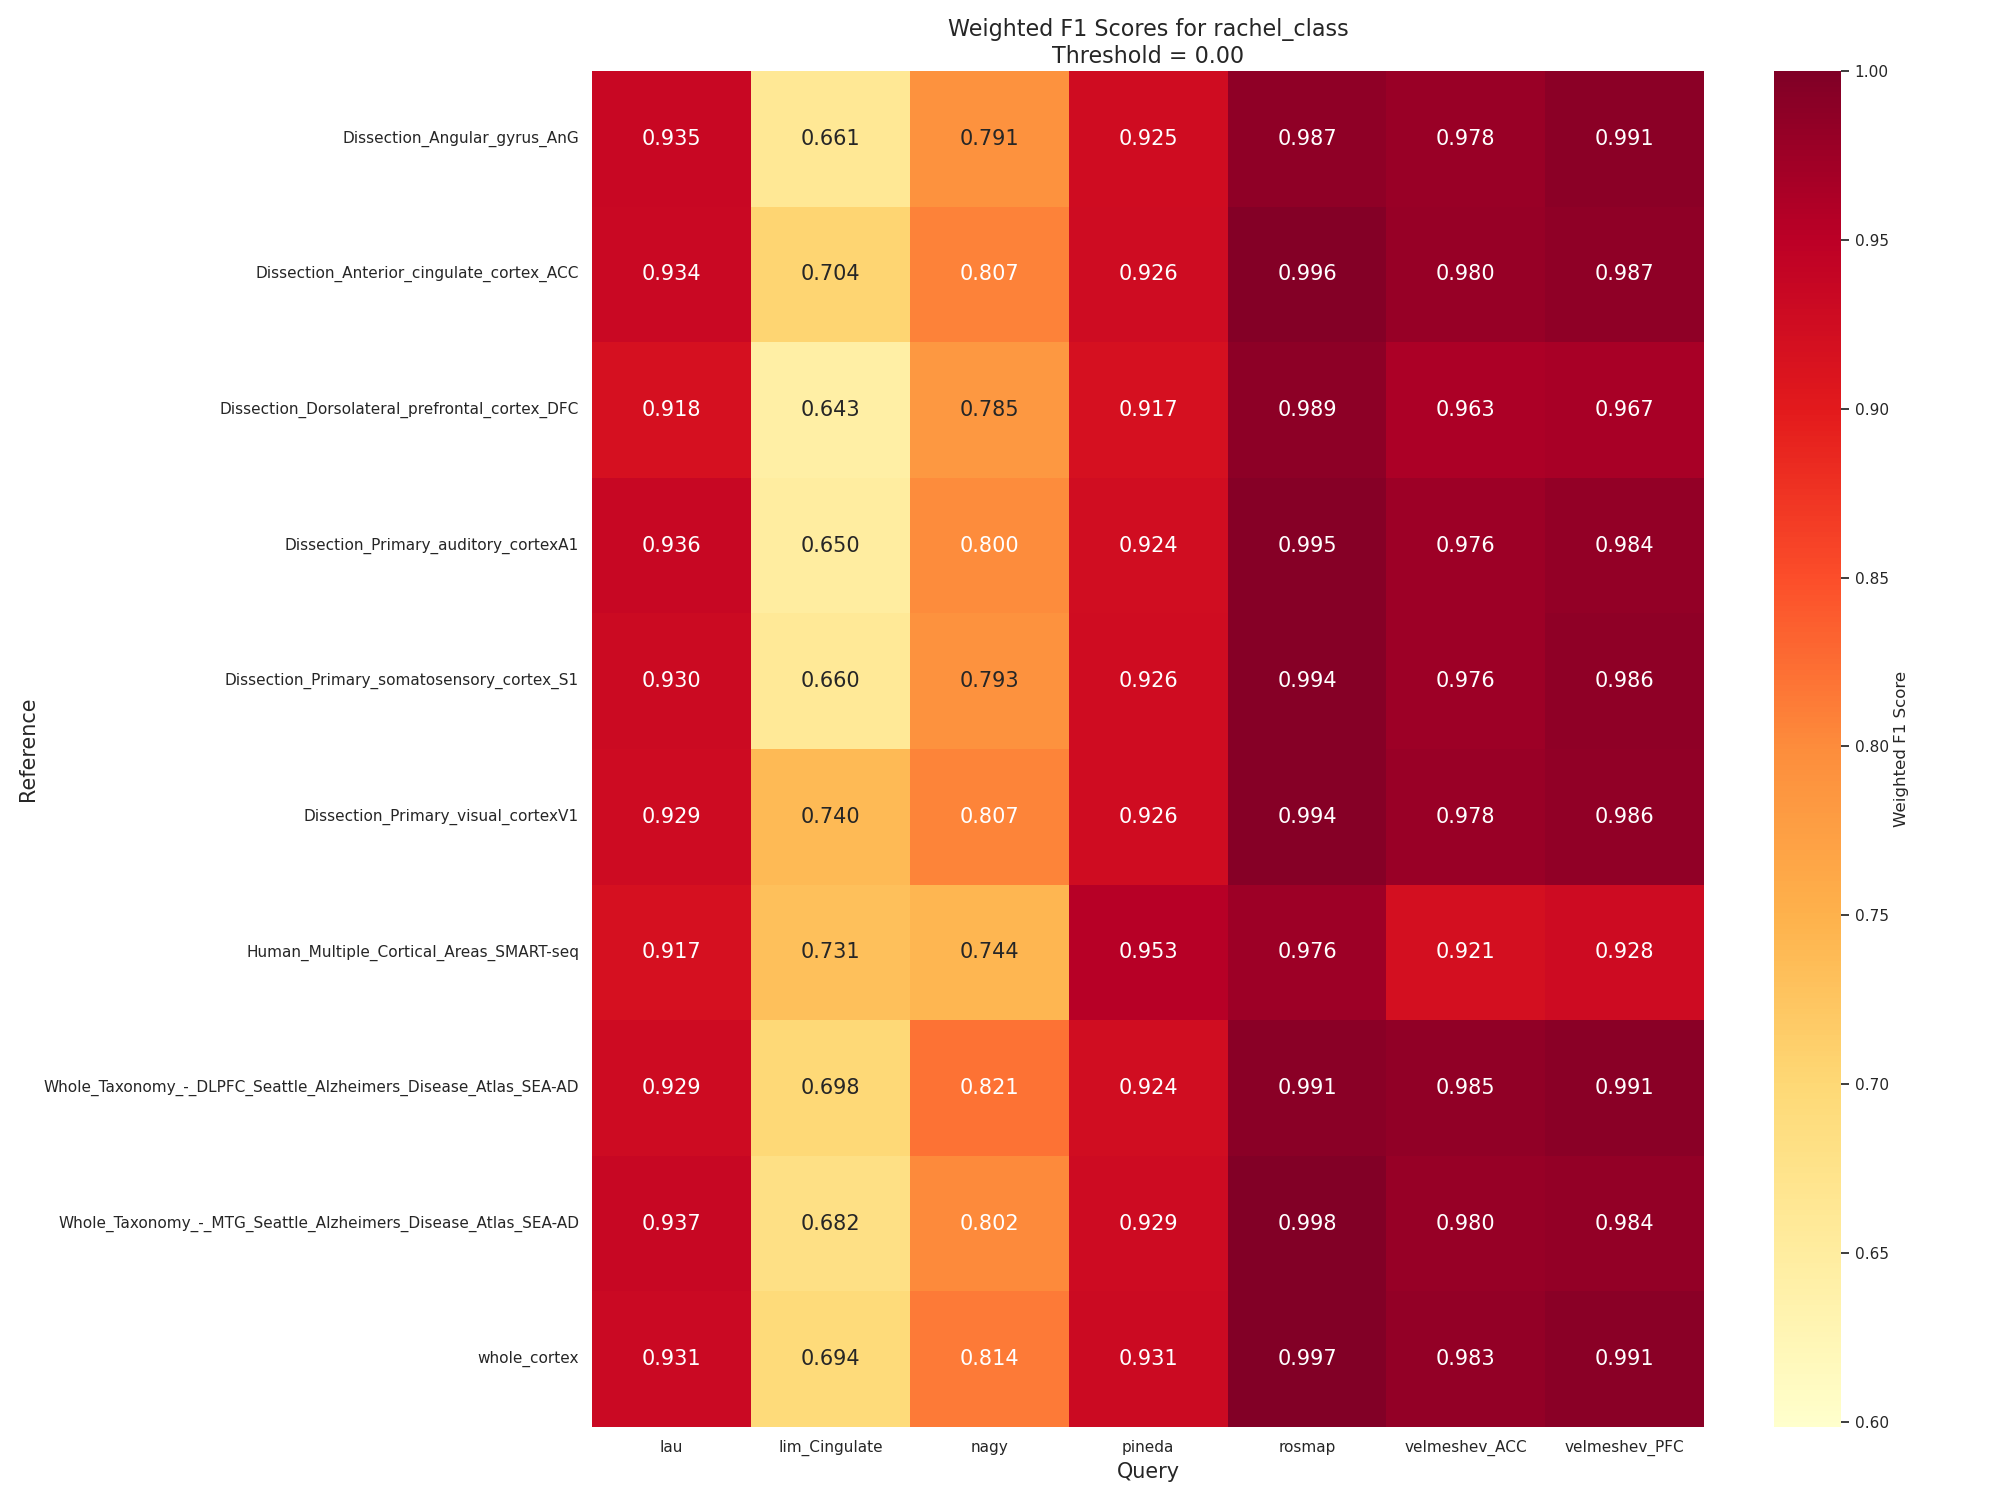 Weighted F1 Scores for rachel_class
Threshold = 0.00
Reference
Dissection_Angular_gyrus_AnG 0.935 0.661 0.791 0.925 0.987 0.978 0.991
Dissection_Anterior_cingulate_cortex_ACC 0.934 0.704 0.807 0.926 0.996 0.980 0.987
Dissection_Dorsolateral_prefrontal_cortex_DFC 0.918 0.643 0.785 0.917 0.989 0.963 0.967
Dissection_Primary_auditory_cortexA1 0.936 0.650 0.800 0.924 0.995 0.976 0.984
Dissection_Primary_somatosensory_cortex_S1 0.930 0.660 0.793 0.926 0.994 0.976 0.986
Dissection_Primary_visual_cortexV1 0.929 0.740 0.807 0.926 0.994 0.978 0.986
Human_Multiple_Cortical_Areas_SMART-seq 0.917 0.731 0.744 0.953 0.976 0.921 0.928
Whole_Taxonomy_-_DLPFC_Seattle_Alzheimers_Disease_Atlas_SEA-AD 0.929 0.698 0.821 0.924 0.991 0.985 0.991
Whole_Taxonomy_-_MTG_Seattle_Alzheimers_Disease_Atlas_SEA-AD 0.937 0.682 0.802 0.929 0.998 0.980 0.984
whole_cortex 0.931 0.694 0.814 0.931 0.997 0.983 0.991
lau lim_Cingulate nagy pineda rosmap velmeshev_ACC velmeshev_PFC
Query
1.00
0.95
0.90
0.85
0.80
0.75
0.70
0.65
0.60
Weighted F1 Score